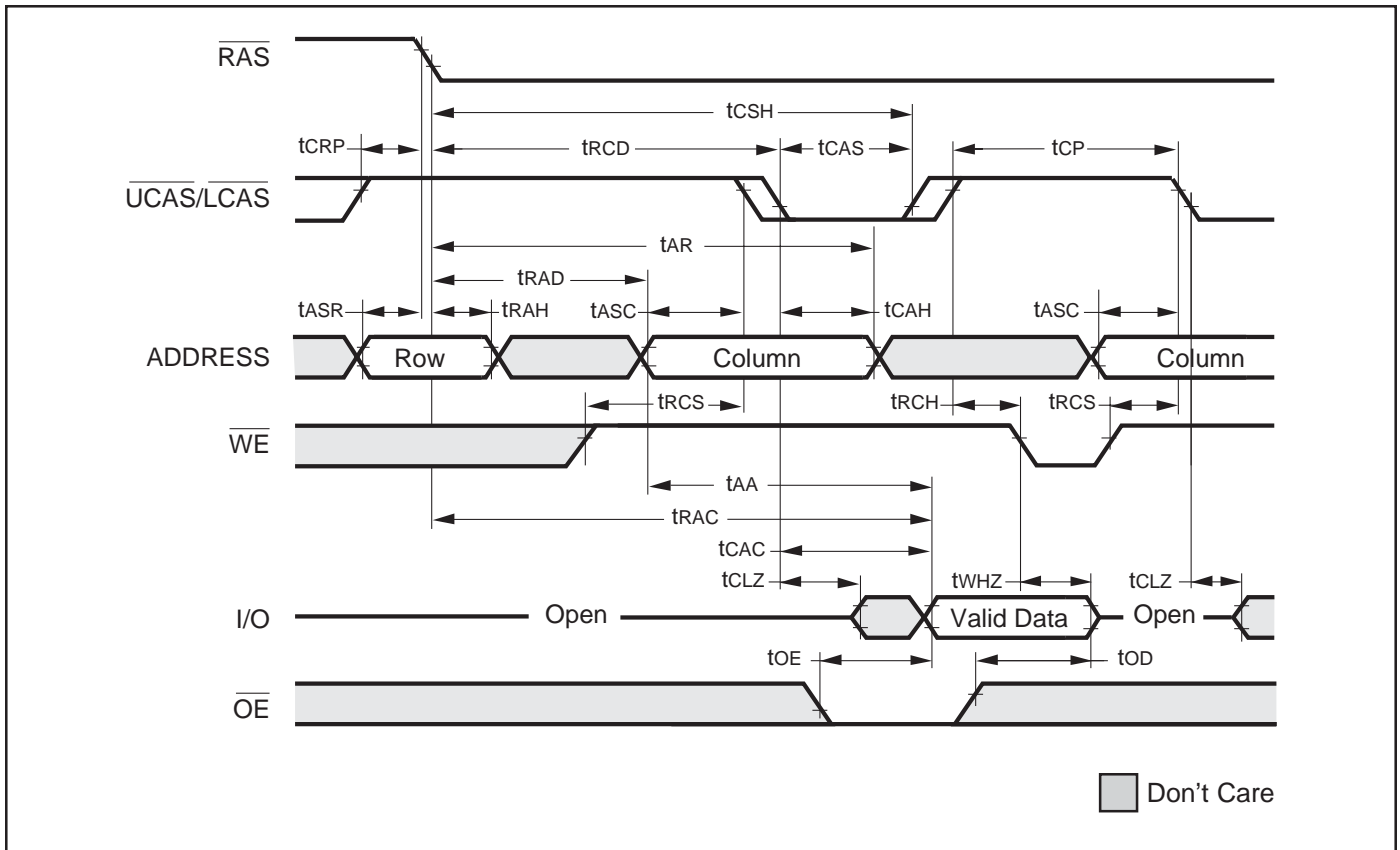 RAS
tCSH
tCRP
tRCD
tCAS
tCP
UCAS/LCAS
tAR
tRAD
tASR
tRAH
tASC
tCAH
tASC
ADDRESS
Row
Column
Column
tRCS
tRCH
tRCS
WE
tAA
tRAC
tCAC
tCLZ
tWHZ
tCLZ
I/O
Open
Valid Data
Open
tOE
tOD
OE
Don't Care